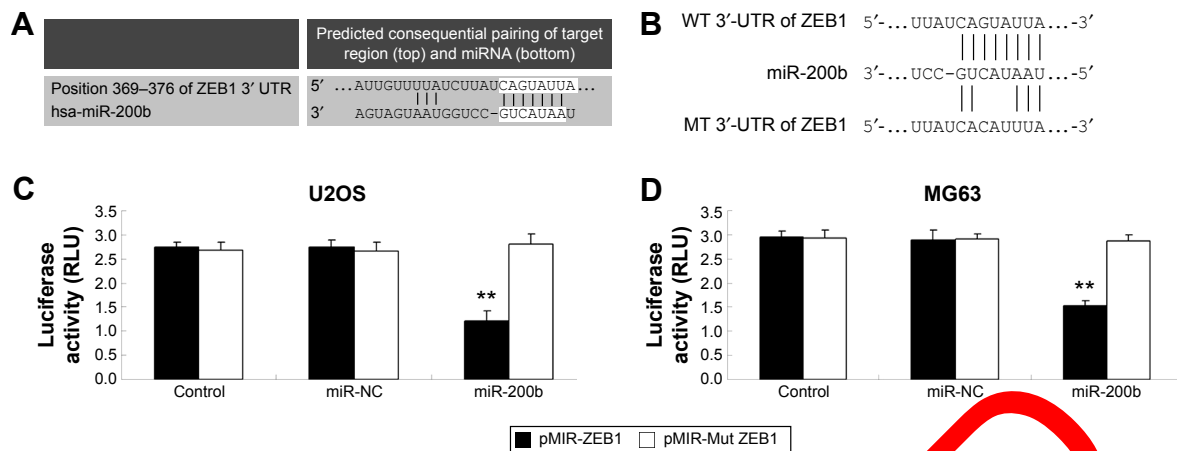 A
Predicted consequential pairing of target
region (top) and miRNA (bottom)
Position 369–376 of ZEB1 3′ UTR
hsa-miR-200b
5′ ...AUUGUUUUAUCUUAUCAGUAUUA...
3′ AGUAGUAAUGGUCC–GUCAUAAU
B
WT 3′-UTR of ZEB1 5′-...UUAUCAGUAUUA...-3′
miR-200b 3′-...UCC–GUCAUAAU...-5′
MT 3′-UTR of ZEB1 5′-...UUAUCACAUUUA...-3′
C
U2OS
Luciferase
activity (RLU)
3.5
3.0
2.5
2.0
1.5
1.0
0.5
0.0
**
Control miR-NC miR-200b
D
MG63
Luciferase
activity (RLU)
3.5
3.0
2.5
2.0
1.5
1.0
0.5
0.0
**
Control miR-NC miR-200b
pMIR-ZEB1 pMIR-Mut ZEB1